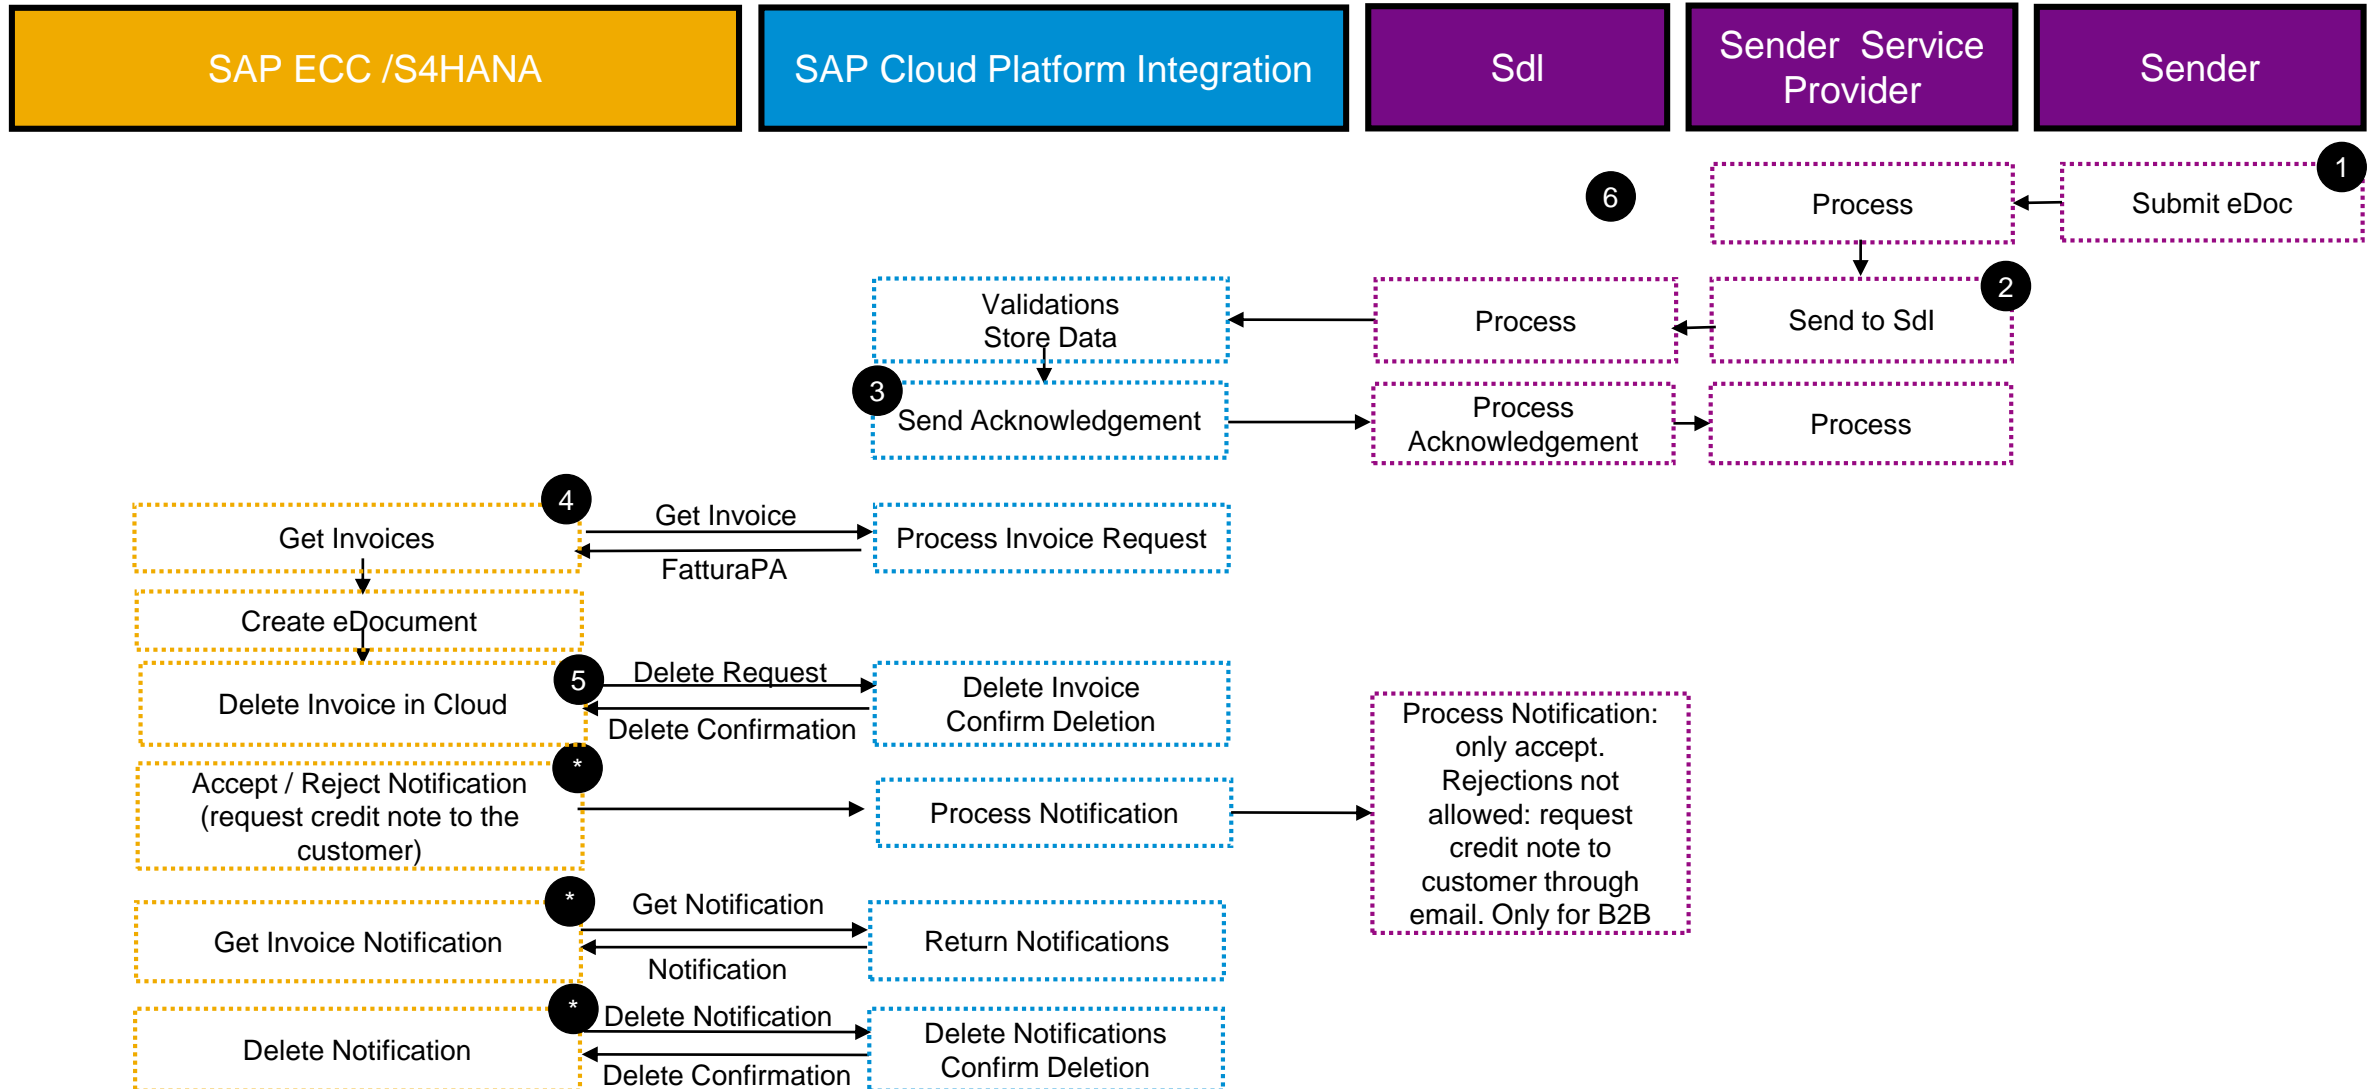 SAP ECC /S4HANA
SAP Cloud Platform Integration
SdI
Sender Service
Provider
Sender
1
6
Process
Submit eDoc
2
Validations
Store Data
Process
Send to SdI
3
Send Acknowledgement
Process
Acknowledgement
Process
4
Get Invoices
Get Invoice
FatturaPA
Process Invoice Request
Create eDocument
5
Delete Invoice in Cloud
Delete Request
Delete Confirmation
Delete Invoice
Confirm Deletion
*
Accept / Reject Notification
(request credit note to the
customer)
Process Notification
Process Notification:
only accept.
Rejections not
allowed: request
credit note to
customer through
email. Only for B2B
*
Get Invoice Notification
Get Notification
Notification
Return Notifications
*
Delete Notification
Delete Notification
Delete Confirmation
Delete Notifications
Confirm Deletion